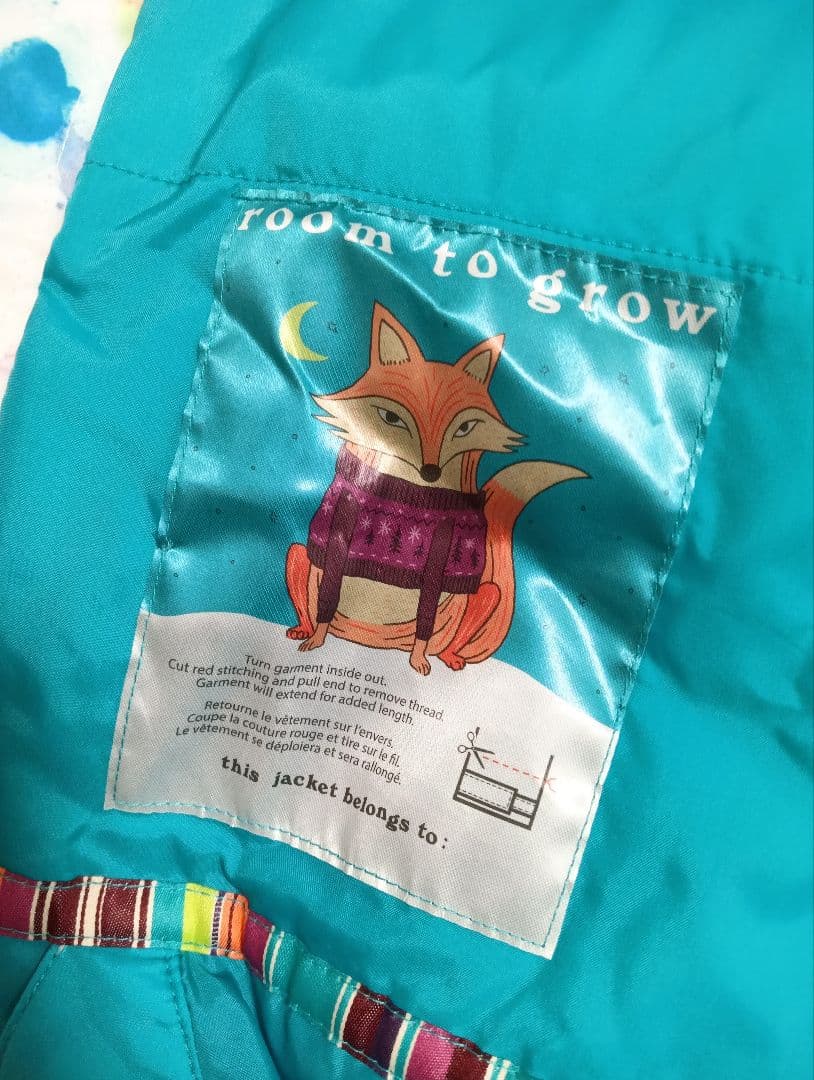 room to grow
Turn garment inside out.
Cut red stitching and pull end to remove thread.
Garment will extend for added length.
Retourne le vêtement sur l'envers.
Coupe la couture rouge et tire sur le fil.
Le vêtement se déploiera et sera rallongé.
this jacket belongs to: